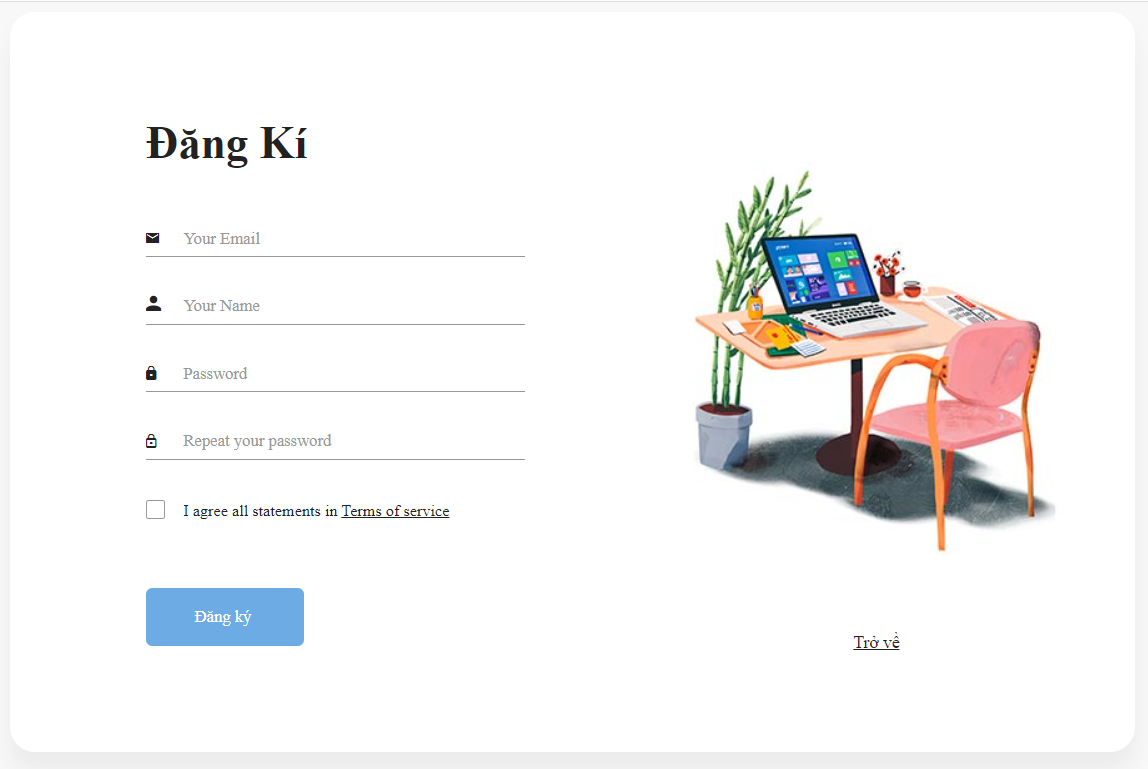 Đăng Kí
Your Email
Your Name
Password
Repeat your password
I agree all statements in Terms of service
Đăng ký
Trở về